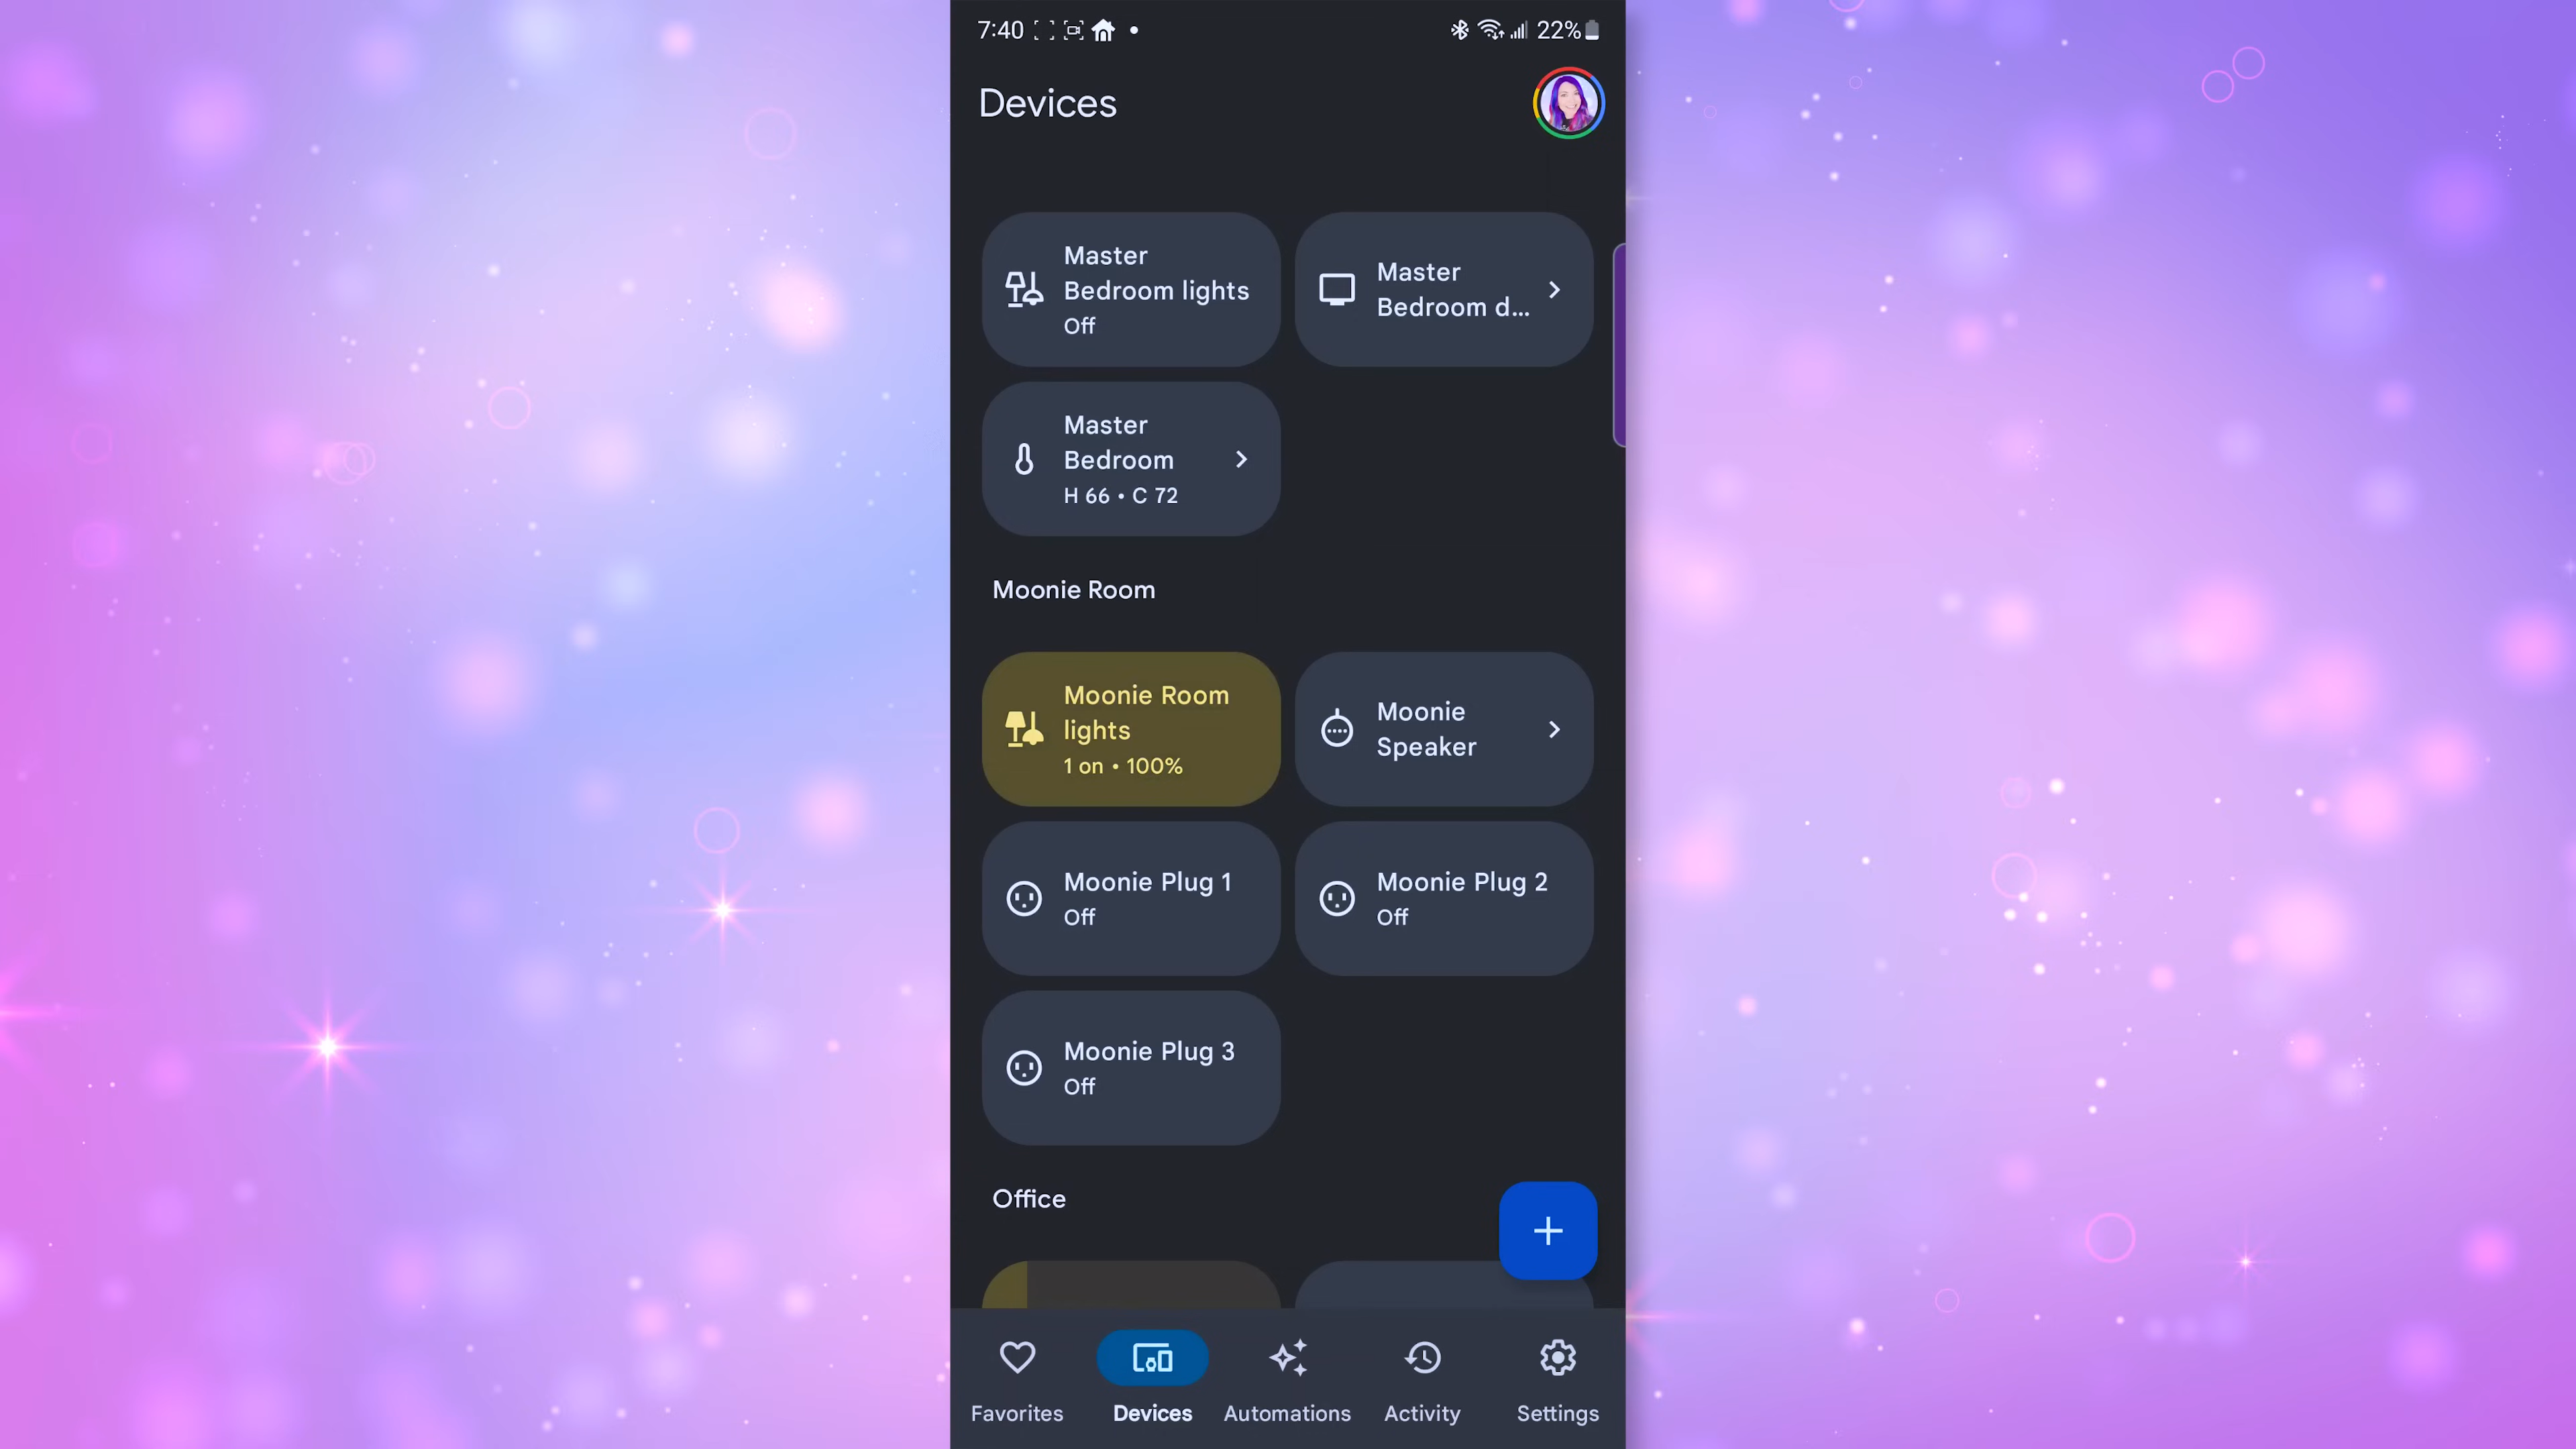 7:40
22%
Devices
Master
Bedroom lights
Off
Master
Bedroom d...
Master
Bedroom
H 66 • C 72
Moonie Room
Moonie Room
lights
1 on • 100%
Moonie
Speaker
Moonie Plug 1
Off
Moonie Plug 2
Off
Moonie Plug 3
Off
Office
Favorites
Devices
Automations
Activity
Settings